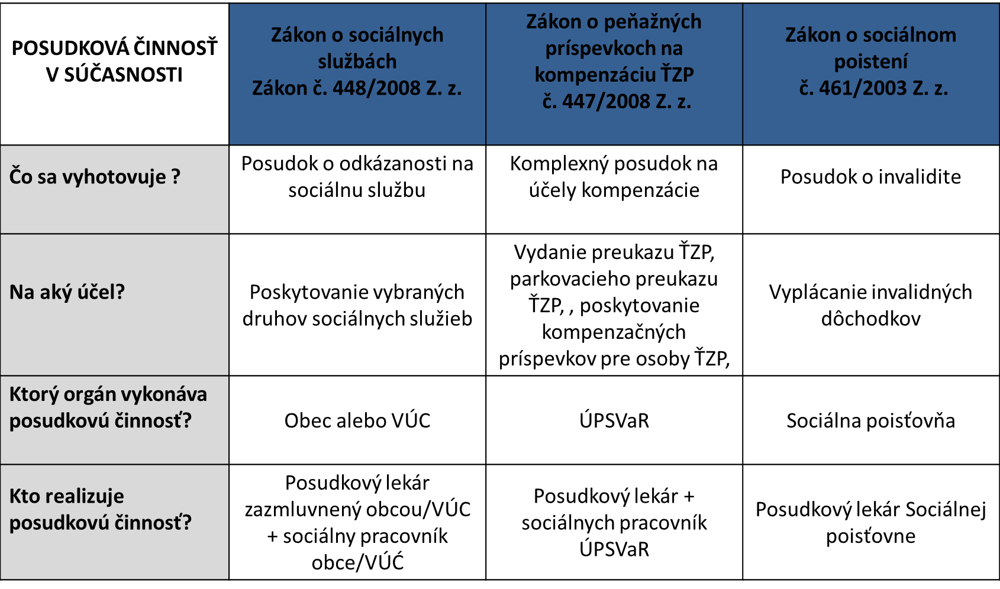 POSUDKOVÁ ČINNOSŤ
V SÚČASNOSTI
Zákon o sociálnych
službách
Zákon č. 448/2008 Z. z.
Zákon o peňažných
príspevkoch na
kompenzáciu ŤZP
č. 447/2008 Z. z.
Zákon o sociálnom
poistení
č. 461/2003 Z. z.
Čo sa vyhotovuje ?
Posudok o odkázanosti na
sociálnu službu
Komplexný posudok na
účely kompenzácie
Posudok o invalidite
Na aký účel?
Poskytovanie vybraných
druhov sociálnych služieb
Vydanie preukazu ŤZP,
parkovacieho preukazu
ŤZP, , poskytovanie
kompenzačných
príspevkov pre osoby ŤZP,
Vyplácanie invalidných
dôchodkov
Ktorý orgán vykonáva
posudkovú činnosť?
Obec alebo VÚC
ÚPSVaR
Sociálna poisťovňa
Kto realizuje
posudkovú činnosť?
Posudkový lekár
zazmluvnený obcou/VÚC
+ sociálny pracovník
obce/VÚĆ
Posudkový lekár +
sociálnych pracovník
ÚPSVaR
Posudkový lekár Sociálnej
poisťovne